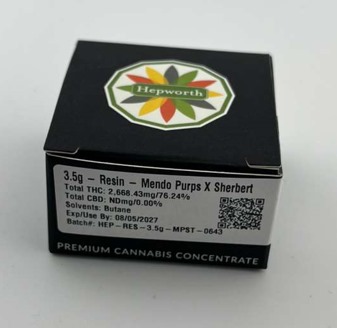 Hepworth
3.5g – Resin – Mendo Purps X Sherbert
Total THC: 2,668.43mg/76.24%
Total CBD: NDmg/0.00%
Solvents: Butane
Exp/Use By: 08/05/2027
Batch#: HEP – RES – 3.5g – MPST – 0643
PREMIUM CANNABIS CONCENTRATE